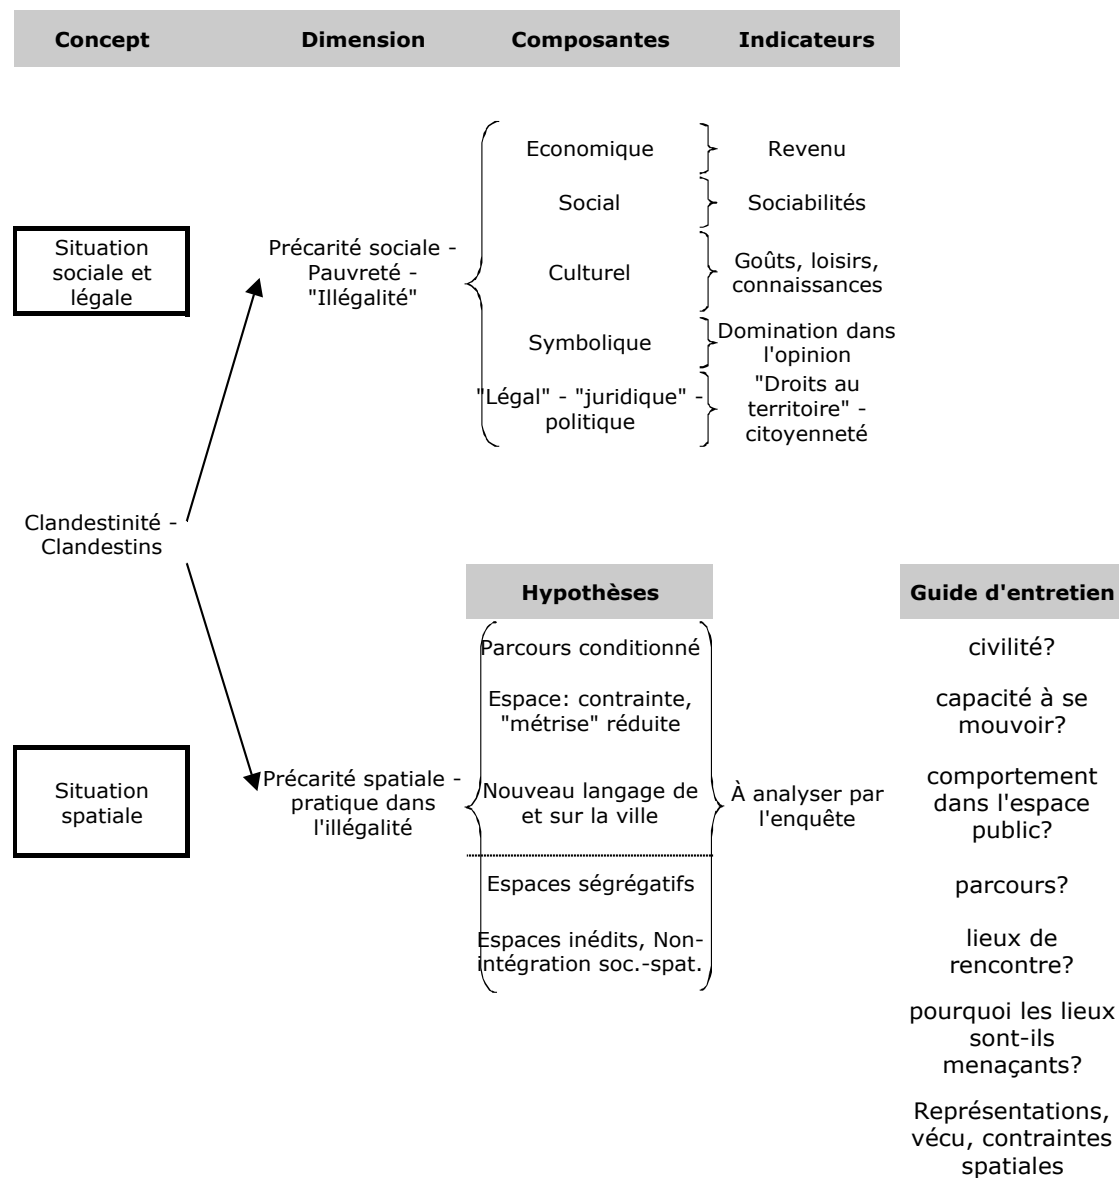 Concept Dimension Composantes Indicateurs
Situation
sociale et
légale
Précarité sociale -
Pauvreté -
"Illégalité"
Economique
Revenu
Social
Sociabilités
Culturel
Goûts, loisirs,
connaissances
Symbolique
Domination dans
l'opinion
"Légal" - "juridique" -
politique
"Droits au
territoire" -
citoyenneté
Clandestinité -
Clandestins
Hypothèses
Guide d'entretien
Situation
spatiale
Précarité spatiale -
pratique dans
l'illégalité
Parcours conditionné
Espace: contrainte,
"métrise" réduite
Nouveau langage de
et sur la ville
Espaces ségrégatifs
Espaces inédits, Non-
intégration soc.-spat.
À analyser par
l'enquête
civilité?
capacité à se
mouvoir?
comportement
dans l'espace
public?
parcours?
lieux de
rencontre?
pourquoi les lieux
sont-ils
menaçants?
Représentations,
vécu, contraintes
spatiales